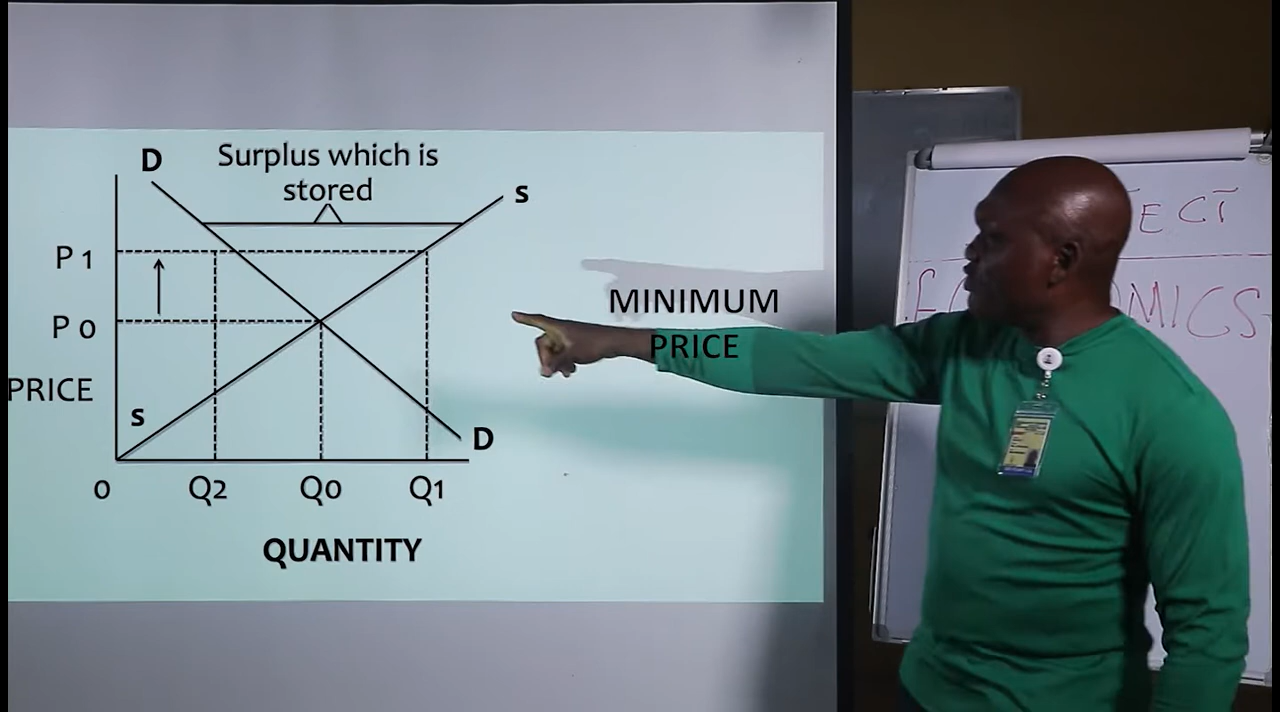 D
Surplus which is
stored
s
P1
P0
PRICE
s
D
0
Q2
Q0
Q1
QUANTITY
MINIMUM
PRICE